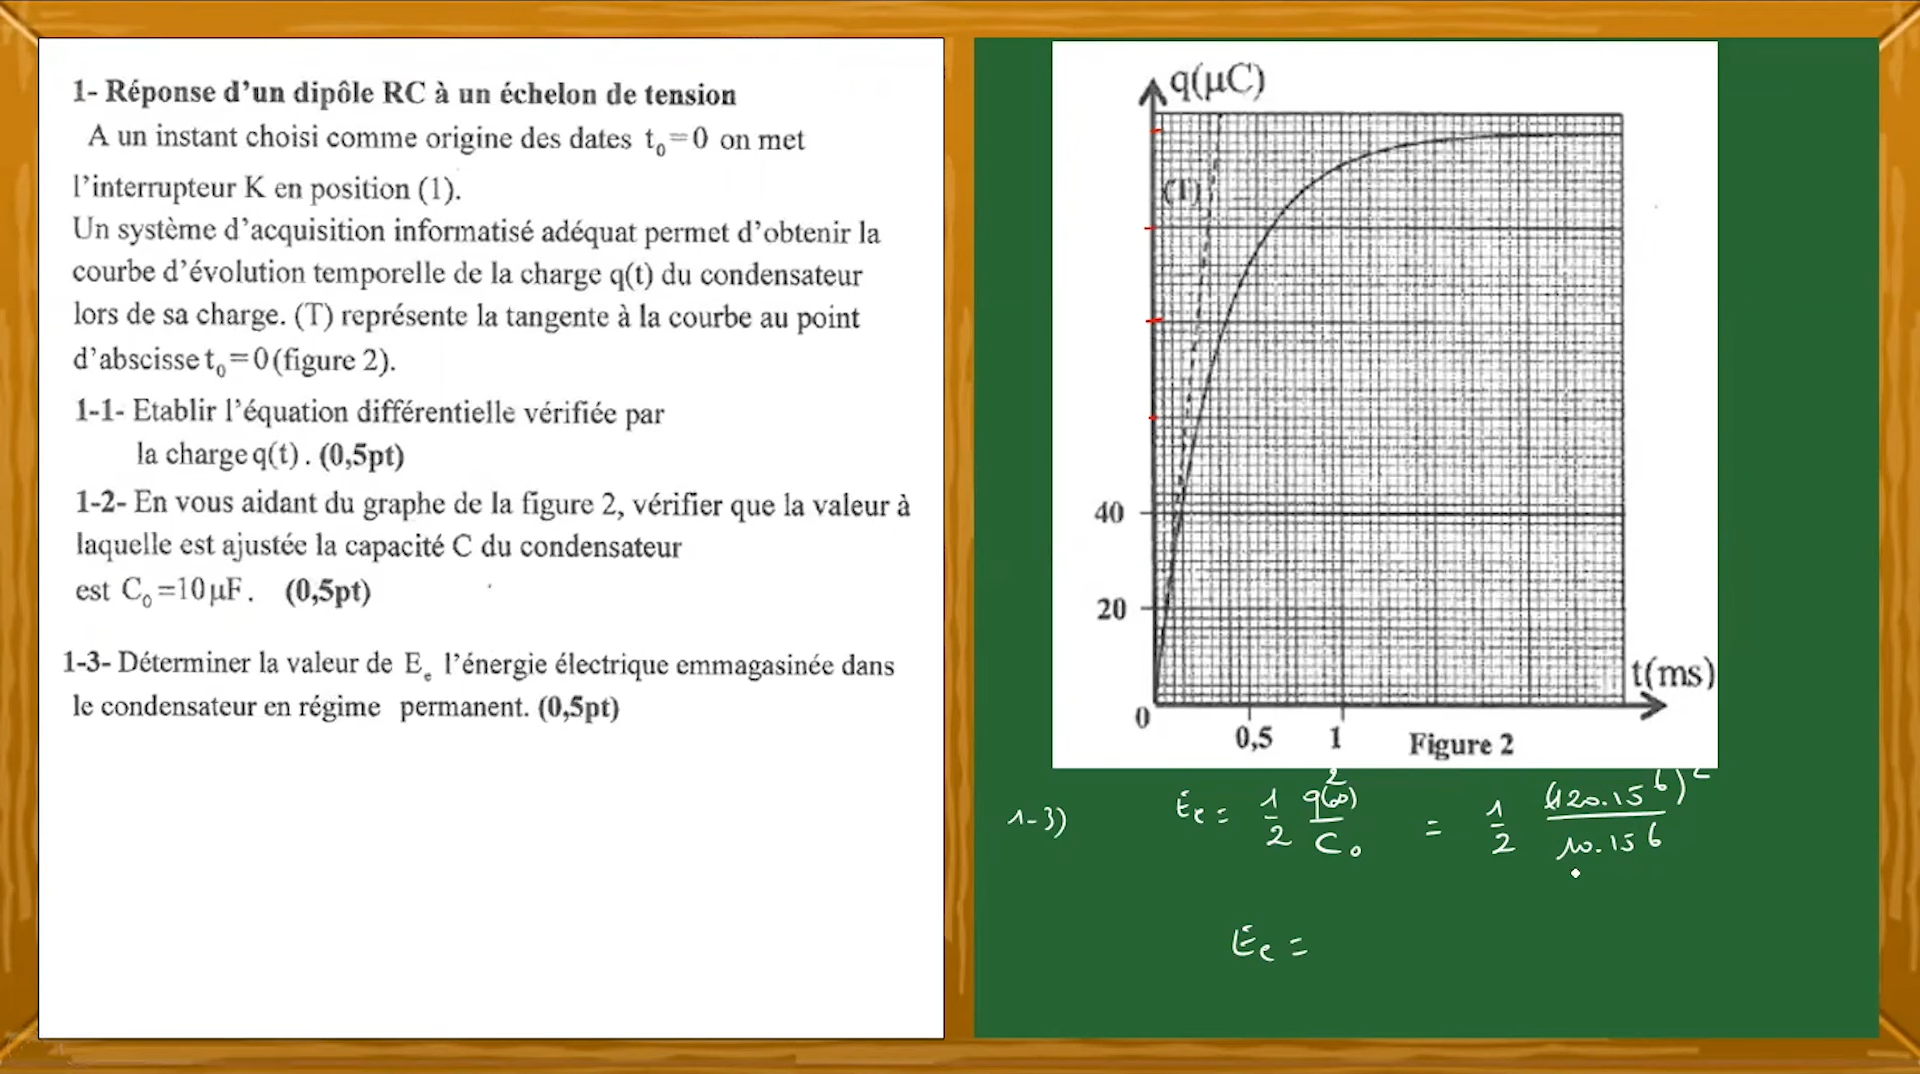 1- Réponse d'un dipôle RC à un échelon de tension
A un instant choisi comme origine des dates t₀=0 on met
l'interrupteur K en position (1).
Un système d'acquisition informatisé adéquat permet d'obtenir la
courbe d'évolution temporelle de la charge q(t) du condensateur
lors de sa charge. (T) représente la tangente à la courbe au point
d'abscisse t₀=0 (figure 2).
1-1- Etablir l'équation différentielle vérifiée par
la charge q(t). (0,5pt)
1-2- En vous aidant du graphe de la figure 2, vérifier que la valeur à
laquelle est ajustée la capacité C du condensateur
est C₀=10µF. (0,5pt)
1-3- Déterminer la valeur de Eₑ l'énergie électrique emmagasinée dans
le condensateur en régime permanent. (0,5pt)
q(µC)
(T)
40
20
0
0,5
1
t(ms)
Figure 2
1-3) Eₑ = 1/2 q(∞)²/C₀ = 1/2 (120.10⁻⁶)²/10.10⁻⁶
Eₑ =